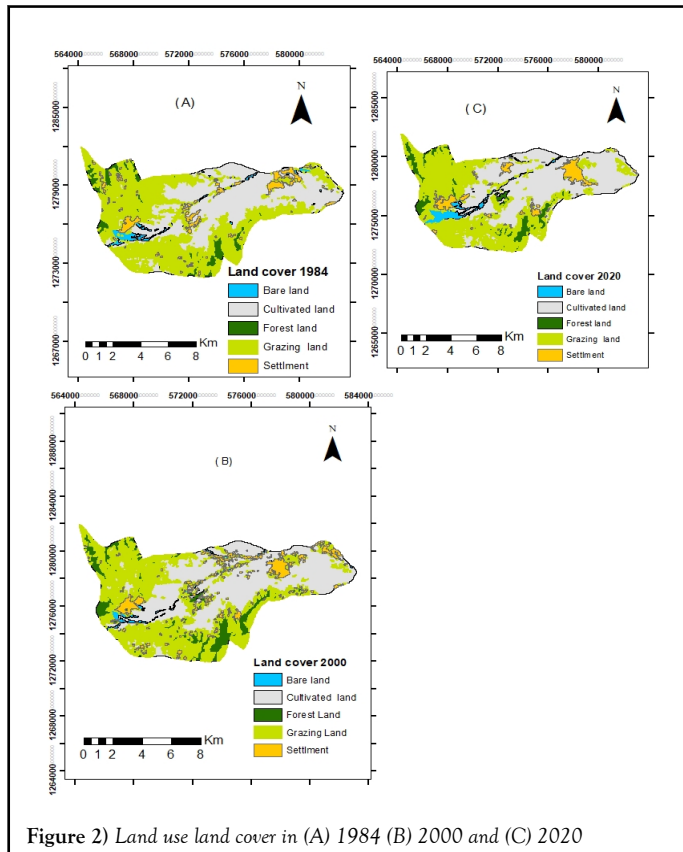 564000 568000 572000 576000 580000
N
(A)
1285000
1279000
1273000
1267000
Land cover 1984
Bare land
Cultivated land
Forest land
Grazing land
Settlment
Km
0 1 2 4 6 8
564000 568000 572000 576000 580000
N
(C)
1285000
1280000
1275000
1270000
1265000
Land cover 2020
Bare land
Cultivated land
Forest land
Grazing land
Settlment
Km
0 1 2 4 6 8
564000 568000 572000 576000 580000 584000
N
(B)
1288000
1284000
1280000
1276000
1272000
1268000
1264000
Land cover 2000
Bare land
Cultivated land
Forest Land
Grazing Land
Settlment
Km
0 1 2 4 6 8
Figure 2) Land use land cover in (A) 1984 (B) 2000 and (C) 2020